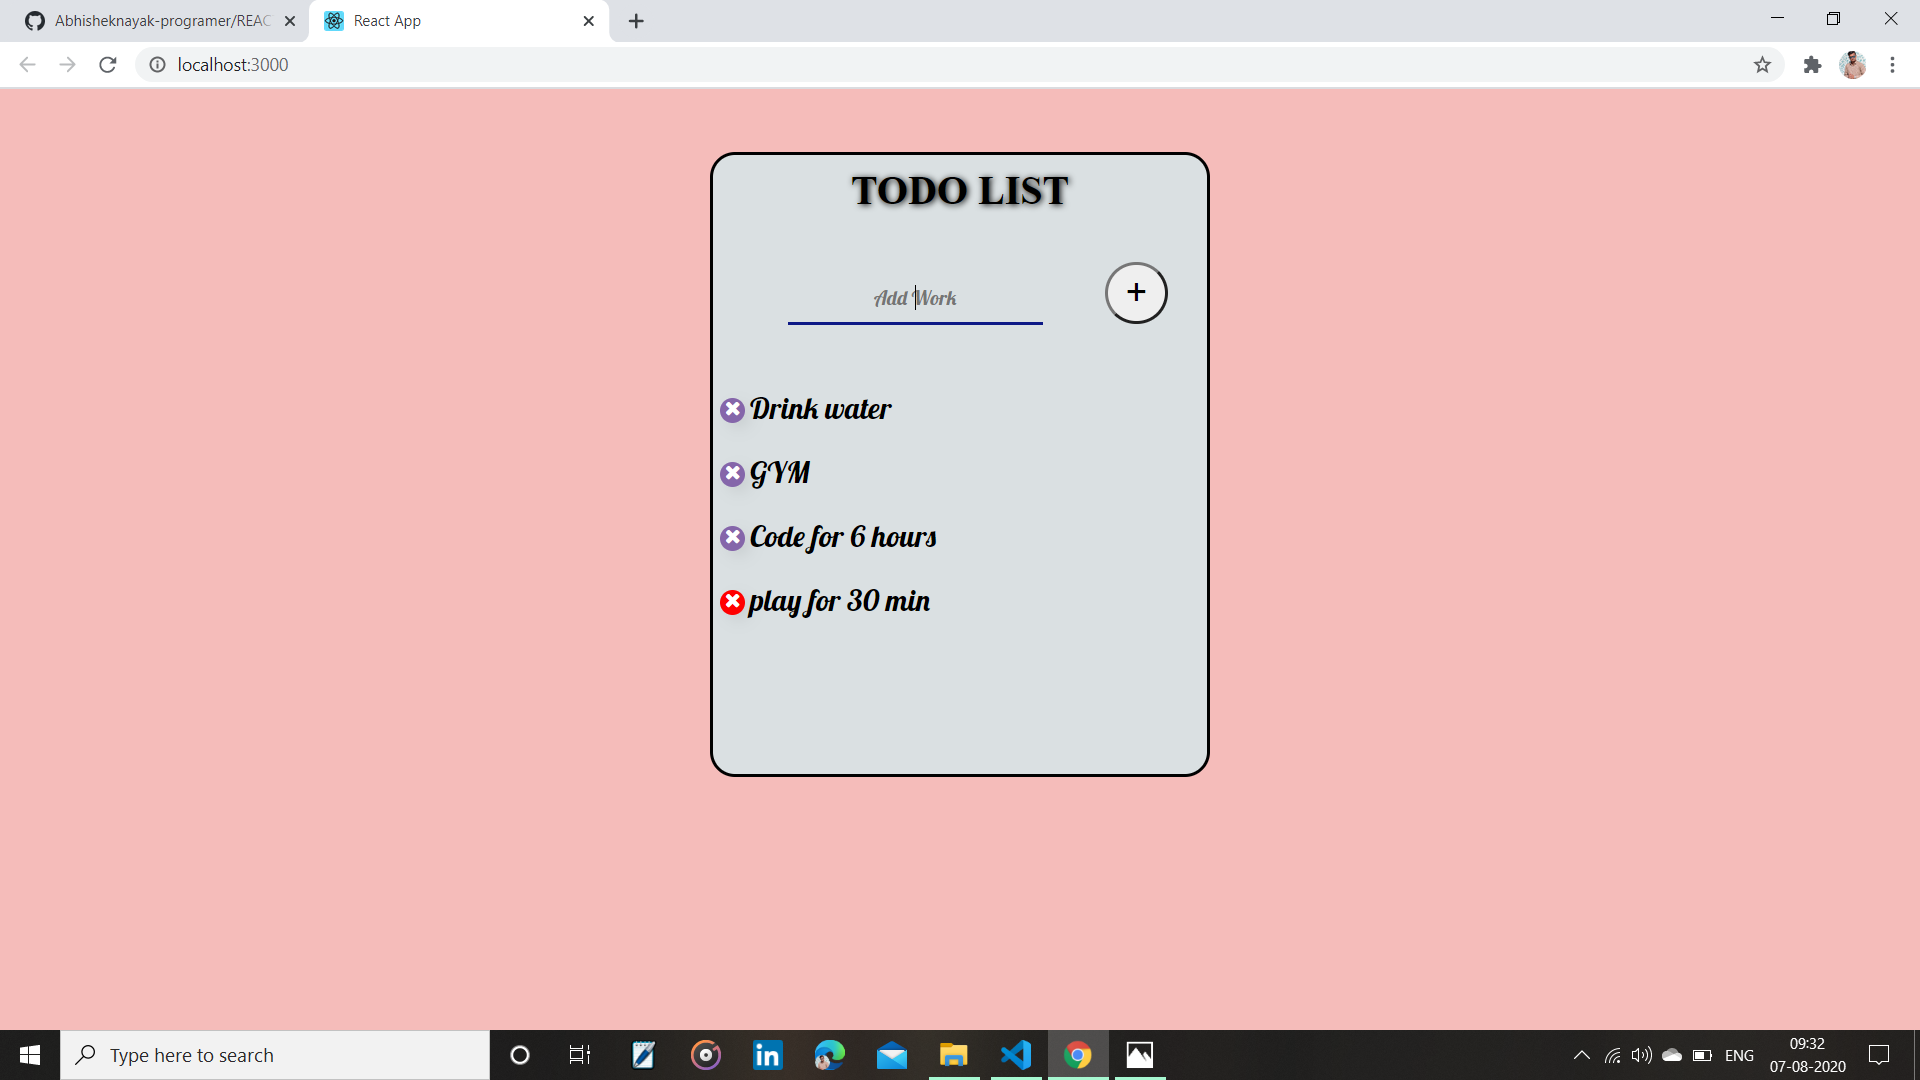 Abhisheknayak-programer/REAC
React App
localhost:3000
TODO LIST
Add Work
+
Drink water
GYM
Code for 6 hours
play for 30 min
Type here to search
ENG
09:32
07-08-2020